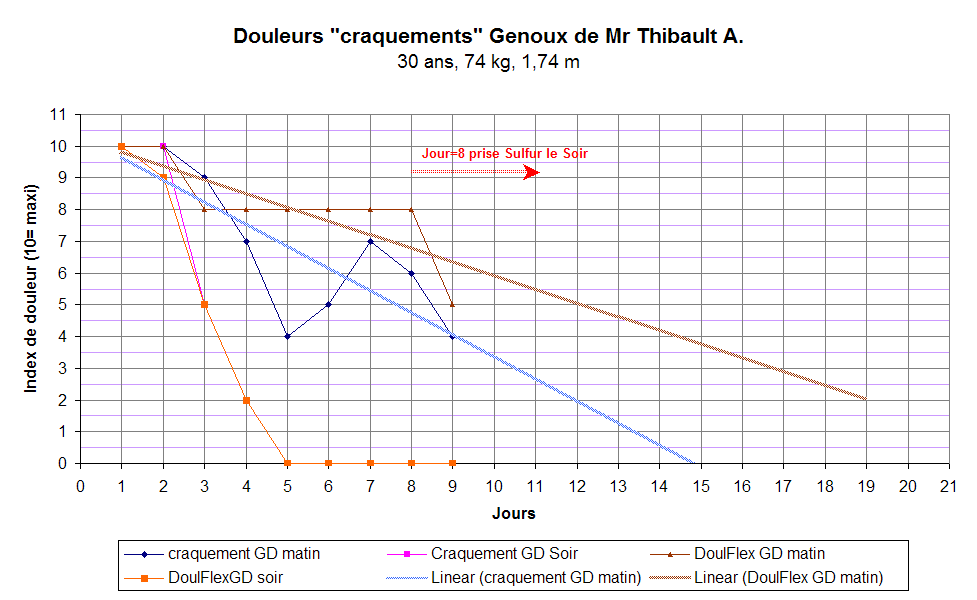 Douleurs "craquements" Genoux de Mr Thibault A.
30 ans, 74 kg, 1,74 m
Index de douleur (10= maxi)
11
10
9
8
7
6
5
4
3
2
1
0
Jour=8 prise Sulfur le Soir
0 1 2 3 4 5 6 7 8 9 10 11 12 13 14 15 16 17 18 19 20 21
Jours
craquement GD matin Craquement GD Soir DoulFlex GD matin
DoulFlexGD soir Linear (craquement GD matin) Linear (DoulFlex GD matin)